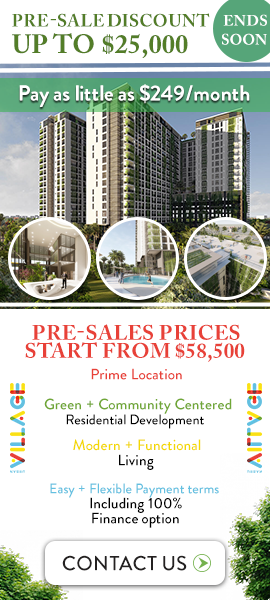 PRE-SALE DISCOUNT
UP TO $25,000
ENDS
SOON
Pay as little as $249/month
PRE-SALES PRICES
START FROM $58,500
Prime Location
VILLAGE
VILLAGE
Green + Community Centered
Residential Development
Modern + Functional
Living
Easy + Flexible Payment terms
Including 100%
Finance option
CONTACT US